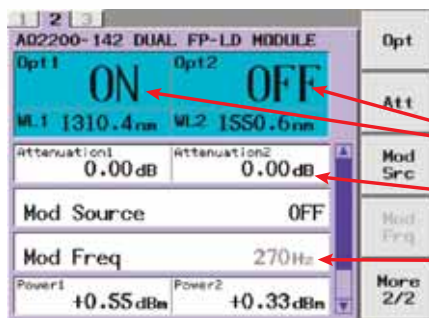 1 2 3
AQ2200-142 DUAL FP-LD MODULE
Opt1 Opt2
ON OFF
WL1 1310.4nm WL2 1550.6nm
Attenuation1 Attenuation2
0.00dB 0.00dB
Mod Source OFF
Mod Freq 270Hz
Power1 Power2
+0.55dBm +0.33dBm
Opt
Att
Mod
Src
Mod
Frq
More
2/2